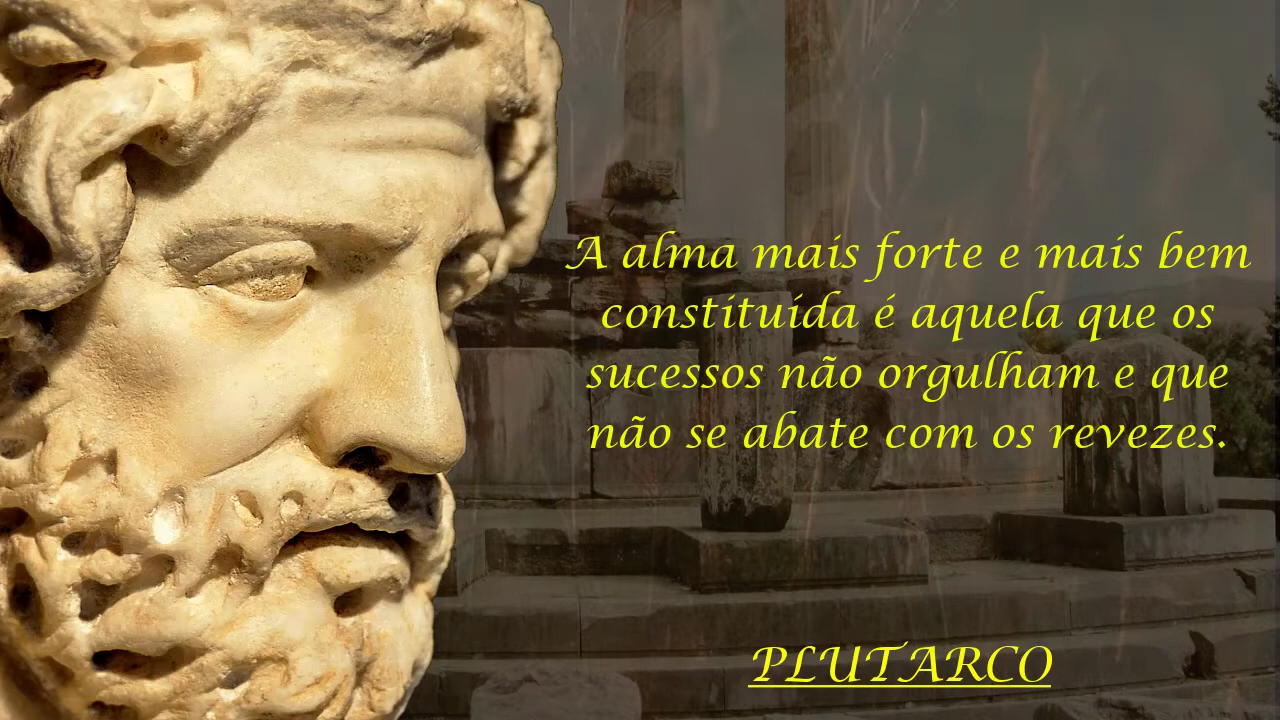 A alma mais forte e mais bem
constituída é aquela que os
sucessos não orgulham e que
não se abate com os revezes.
PLUTARCO